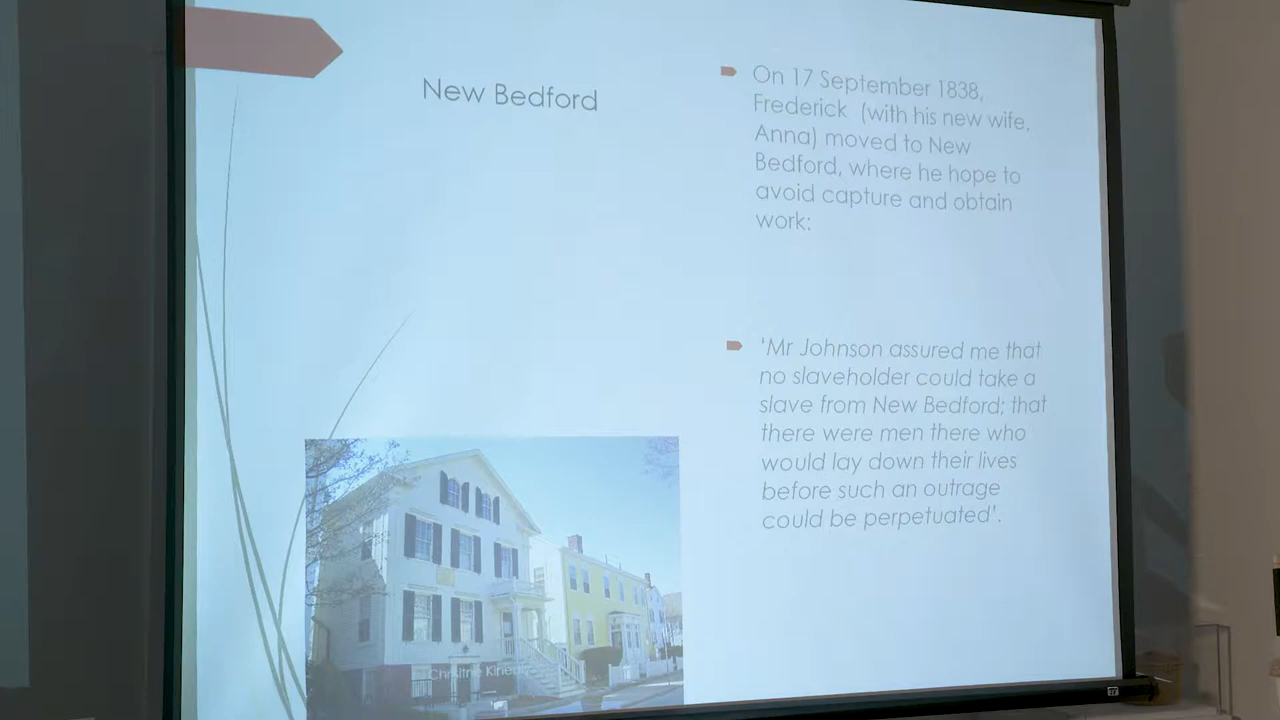 New Bedford
On 17 September 1838,
Frederick (with his new wife,
Anna) moved to New
Bedford, where he hope to
avoid capture and obtain
work:
'Mr Johnson assured me that
no slaveholder could take a
slave from New Bedford; that
there were men there who
would lay down their lives
before such an outrage
could be perpetuated'.
Christine